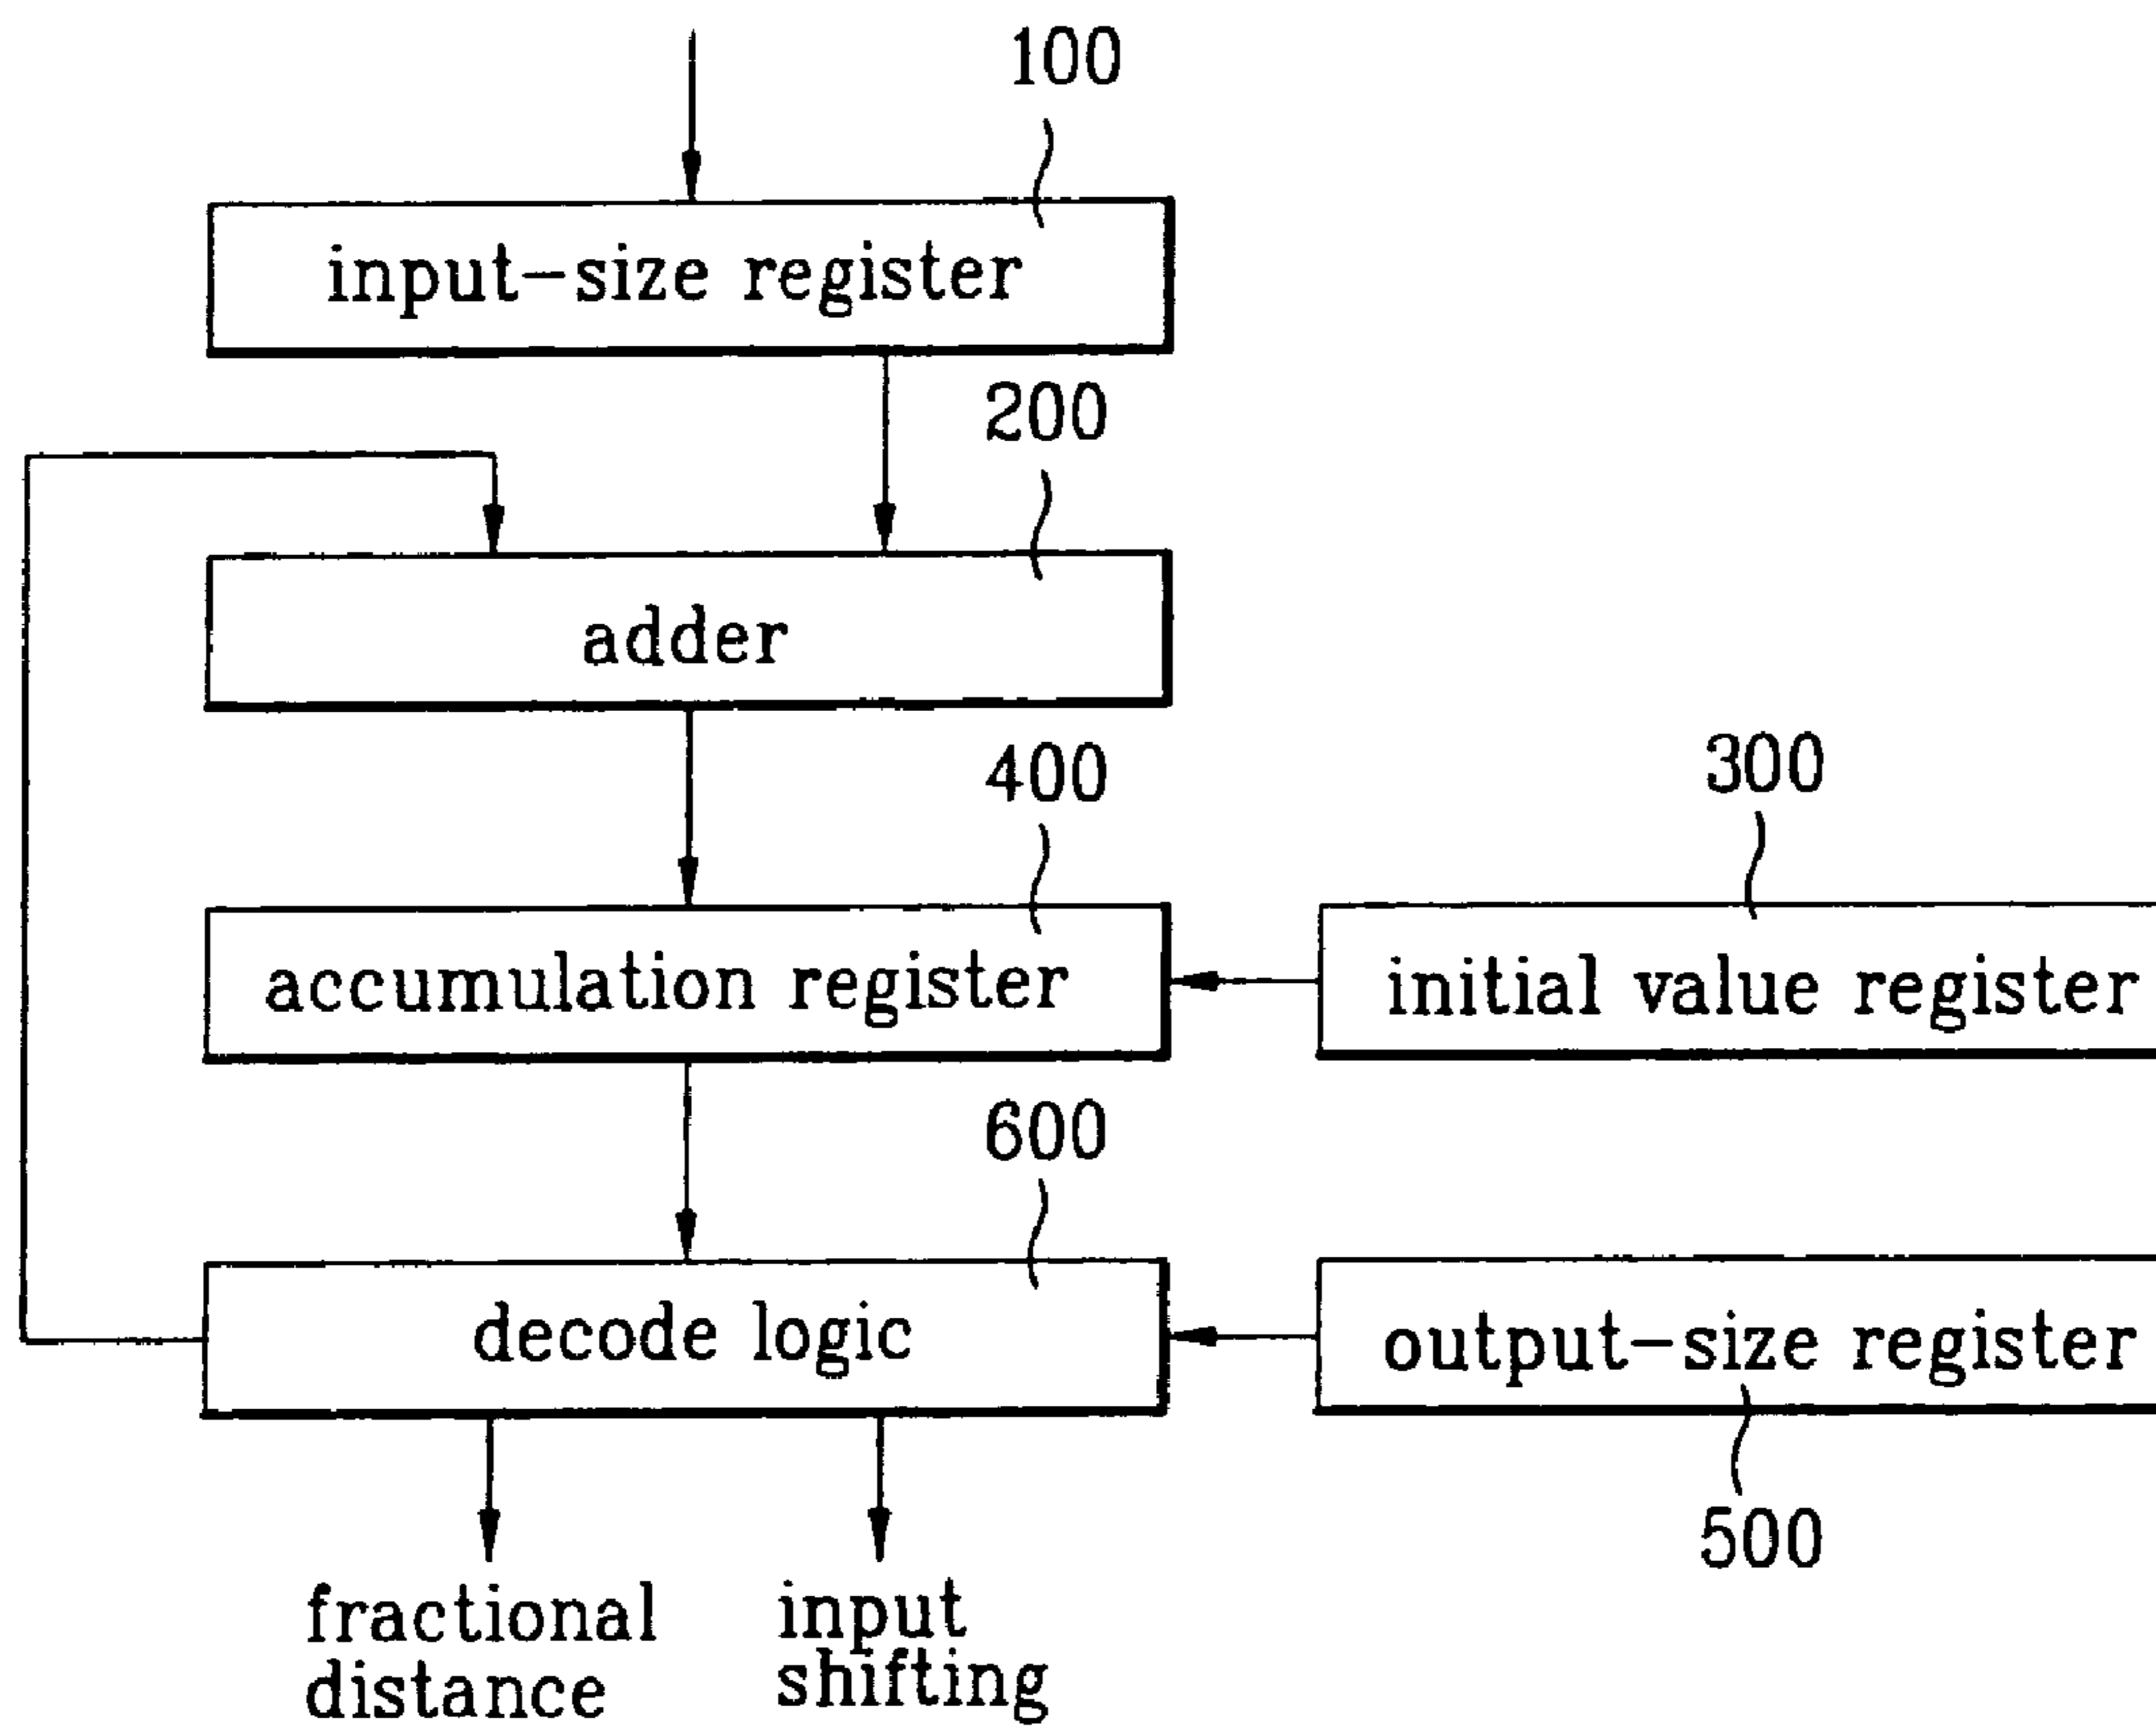 100
input-size register
200
adder
400
300
accumulation register
initial value register
600
decode logic
output-size register
500
fractional
distance
input
shifting